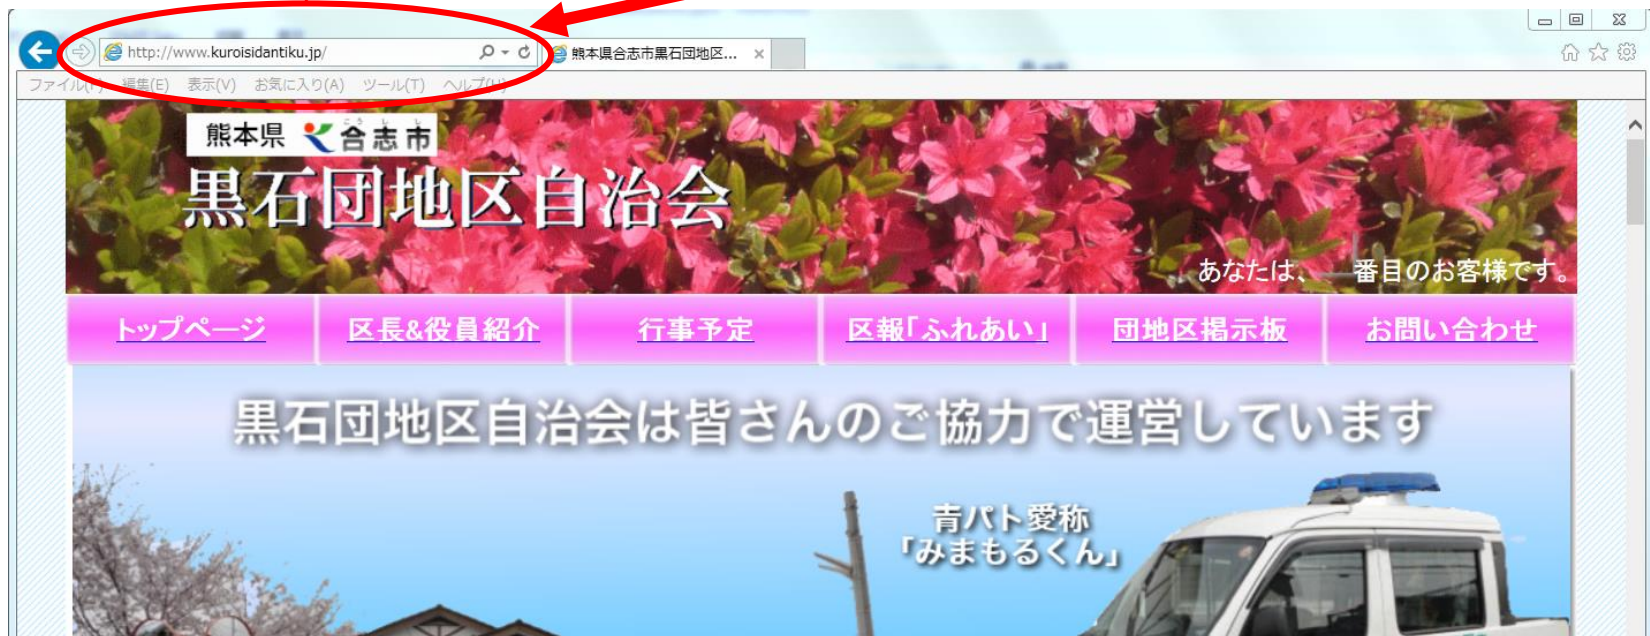 http://www.kuroisidantiku.jp/
熊本県合志市黒石団地区...
ファイル(F) 編集(E) 表示(V) お気に入り(A) ツール(T) ヘルプ(H)
こうしし
熊本県 合志市
黒石団地区自治会
あなたは、 番目のお客様です。
トップページ 区長&役員紹介 行事予定 区報「ふれあい」 団地区掲示板 お問い合わせ
黒石団地区自治会は皆さんのご協力で運営しています
青パト愛称
「みまもるくん」